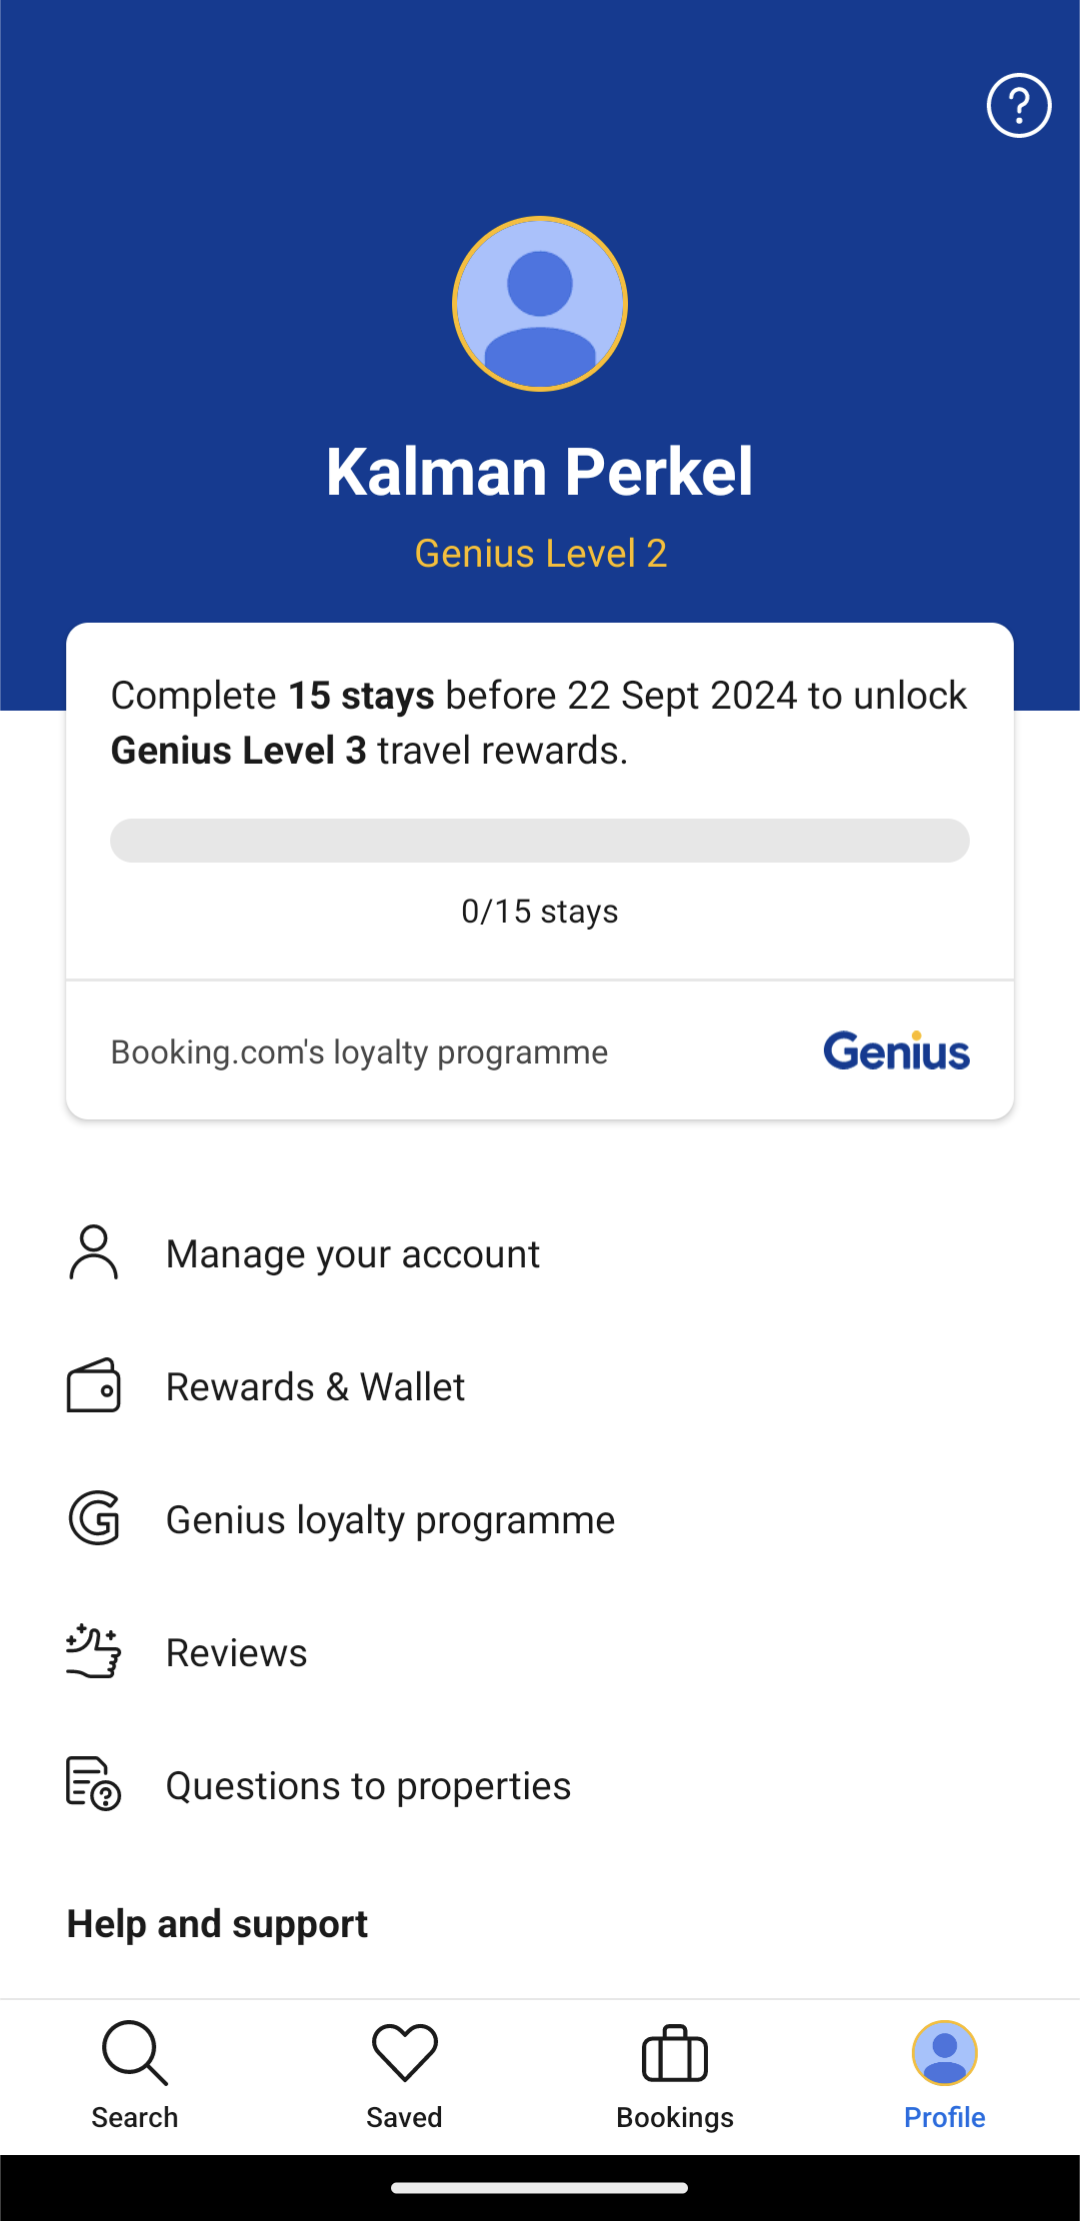 Kalman Perkel
Genius Level 2
Complete 15 stays before 22 Sept 2024 to unlock
Genius Level 3 travel rewards.
0/15 stays
Booking.com's loyalty programme
Genius
Manage your account
Rewards & Wallet
Genius loyalty programme
Reviews
Questions to properties
Help and support
Search
Saved
Bookings
Profile